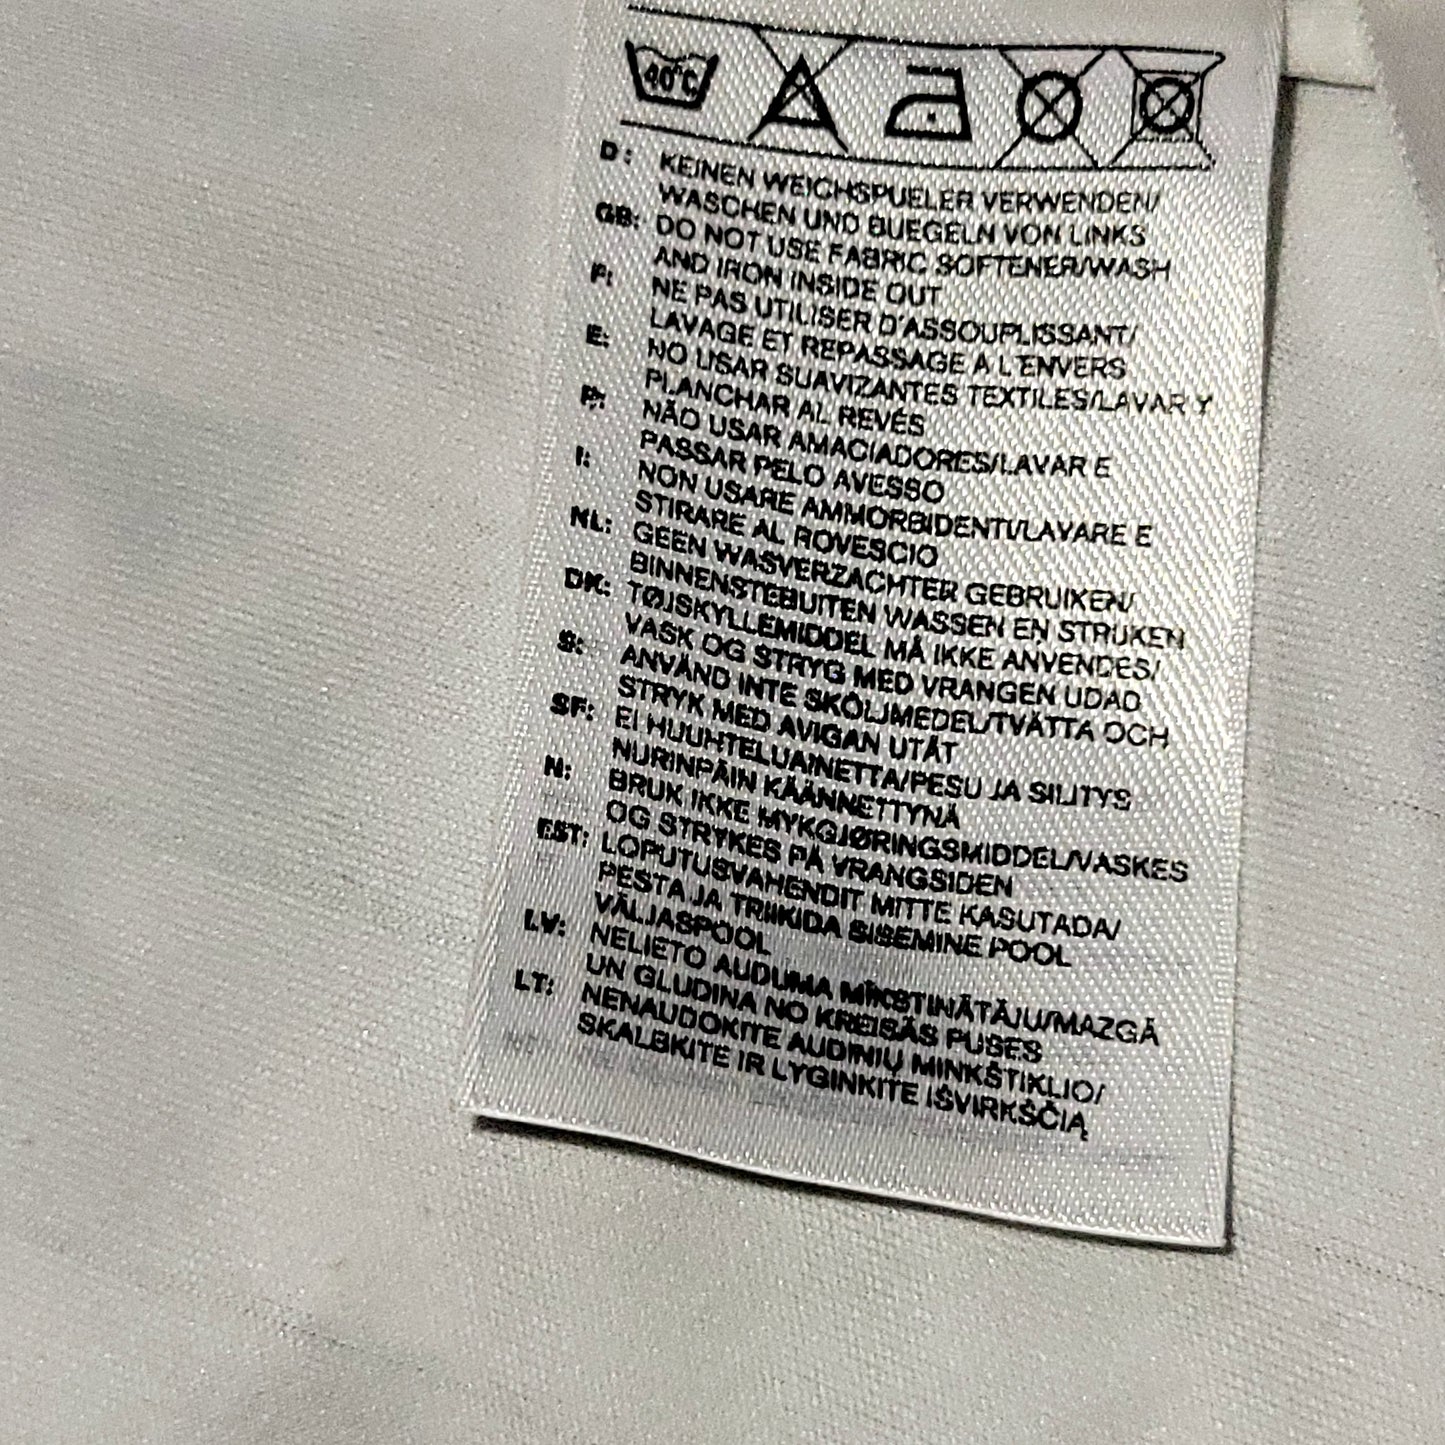 40°C
D: KEINEN WEICHSPUELER VERWENDEN/
WASCHEN UND BUEGELN VON LINKS
GB: DO NOT USE FABRIC SOFTENER/WASH
AND IRON INSIDE OUT
F: NE PAS UTILISER D'ASSOUPLISSANT/
LAVAGE ET REPASSAGE A L'ENVERS
E: NO USAR SUAVIZANTES TEXTILES/LAVAR Y
PLANCHAR AL REVÉS
P: NÃO USAR AMACIADORES/LAVAR E
PASSAR PELO AVESSO
I: NON USARE AMMORBIDENTI/LAVARE E
STIRARE AL ROVESCIO
NL: GEEN WASVERZACHTER GEBRUIKEN/
BINNENSTEBUITEN WASSEN EN STRIJKEN
DK: TØJSKYLLEMIDDEL MÅ IKKE ANVENDES/
VASK OG STRYG MED VRANGEN UDAD
S: ANVÄND INTE SKÖLJMEDEL/TVÄTTA OCH
STRYK MED AVIGAN UTÅT
SF: EI HUUHTELUAINETTA/PESU JA SILITYS
NURINPÄIN KÄÄNNETTYNÄ
N: BRUK IKKE MYKGJØRINGSMIDDEL/VASKES
OG STRYKES PÅ VRANGSIDEN
EST: LOPUTUSVAHENDIT MITTE KASUTADA/
PESTA JA TRIIKIDA SISEMINE POOL
VÄLJASPOOL
LV: NELIETO AUDUMA MĪKSTINĀTĀJU/MAZGĀ
UN GLUDINA NO KREISĀS PUSES
LT: NENAUDOKITE AUDINIŲ MINKŠTIKLIO/
SKALBKITE IR LYGINKITE IŠVIRKŠČIĄ